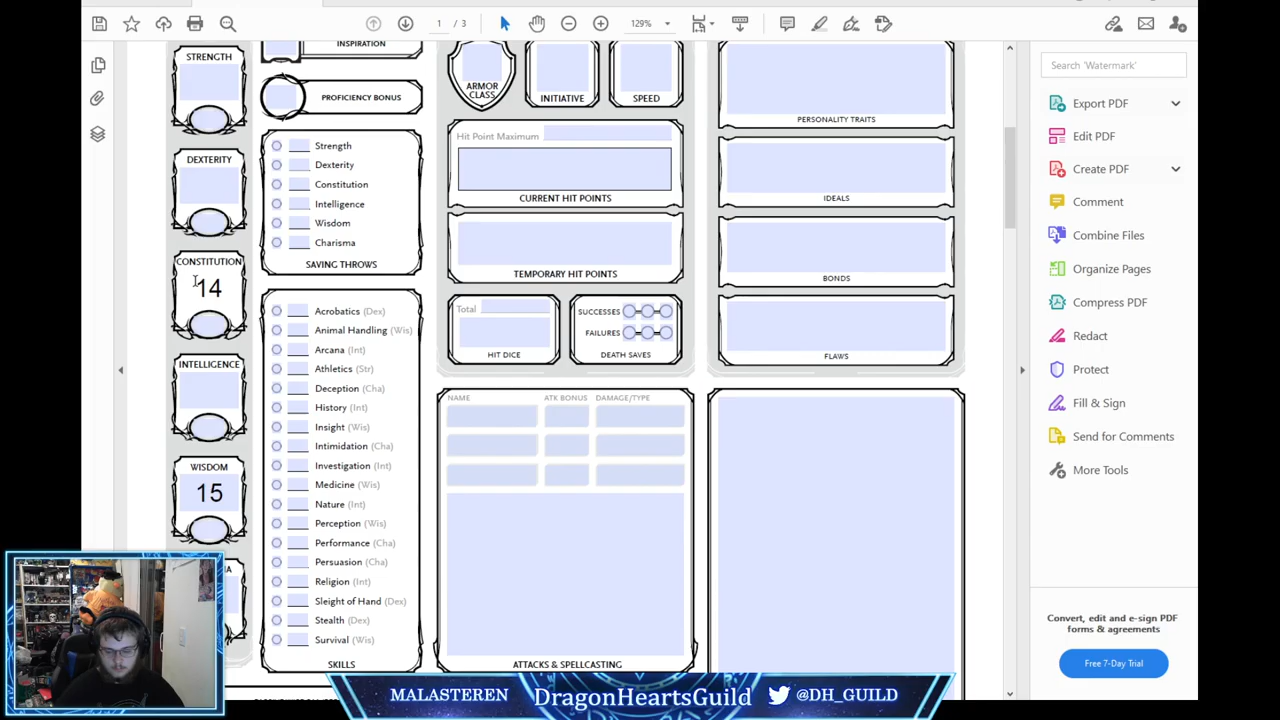 1 / 3
129%
STRENGTH
DEXTERITY
CONSTITUTION
14
INTELLIGENCE
WISDOM
15
INSPIRATION
PROFICIENCY BONUS
Strength
Dexterity
Constitution
Intelligence
Wisdom
Charisma
SAVING THROWS
Acrobatics (Dex)
Animal Handling (Wis)
Arcana (Int)
Athletics (Str)
Deception (Cha)
History (Int)
Insight (Wis)
Intimidation (Cha)
Investigation (Int)
Medicine (Wis)
Nature (Int)
Perception (Wis)
Performance (Cha)
Persuasion (Cha)
Religion (Int)
Sleight of Hand (Dex)
Stealth (Dex)
Survival (Wis)
SKILLS
ARMOR
CLASS
INITIATIVE
SPEED
Hit Point Maximum
CURRENT HIT POINTS
TEMPORARY HIT POINTS
Total
HIT DICE
SUCCESSES
FAILURES
DEATH SAVES
NAME
ATK BONUS
DAMAGE/TYPE
ATTACKS & SPELLCASTING
PERSONALITY TRAITS
IDEALS
BONDS
FLAWS
Search 'Watermark'
Export PDF
Edit PDF
Create PDF
Comment
Combine Files
Organize Pages
Compress PDF
Redact
Protect
Fill & Sign
Send for Comments
More Tools
Convert, edit and e-sign PDF
forms & agreements
Free 7-Day Trial
MALASTEREN
DragonHeartsGuild
@DH_GUILD